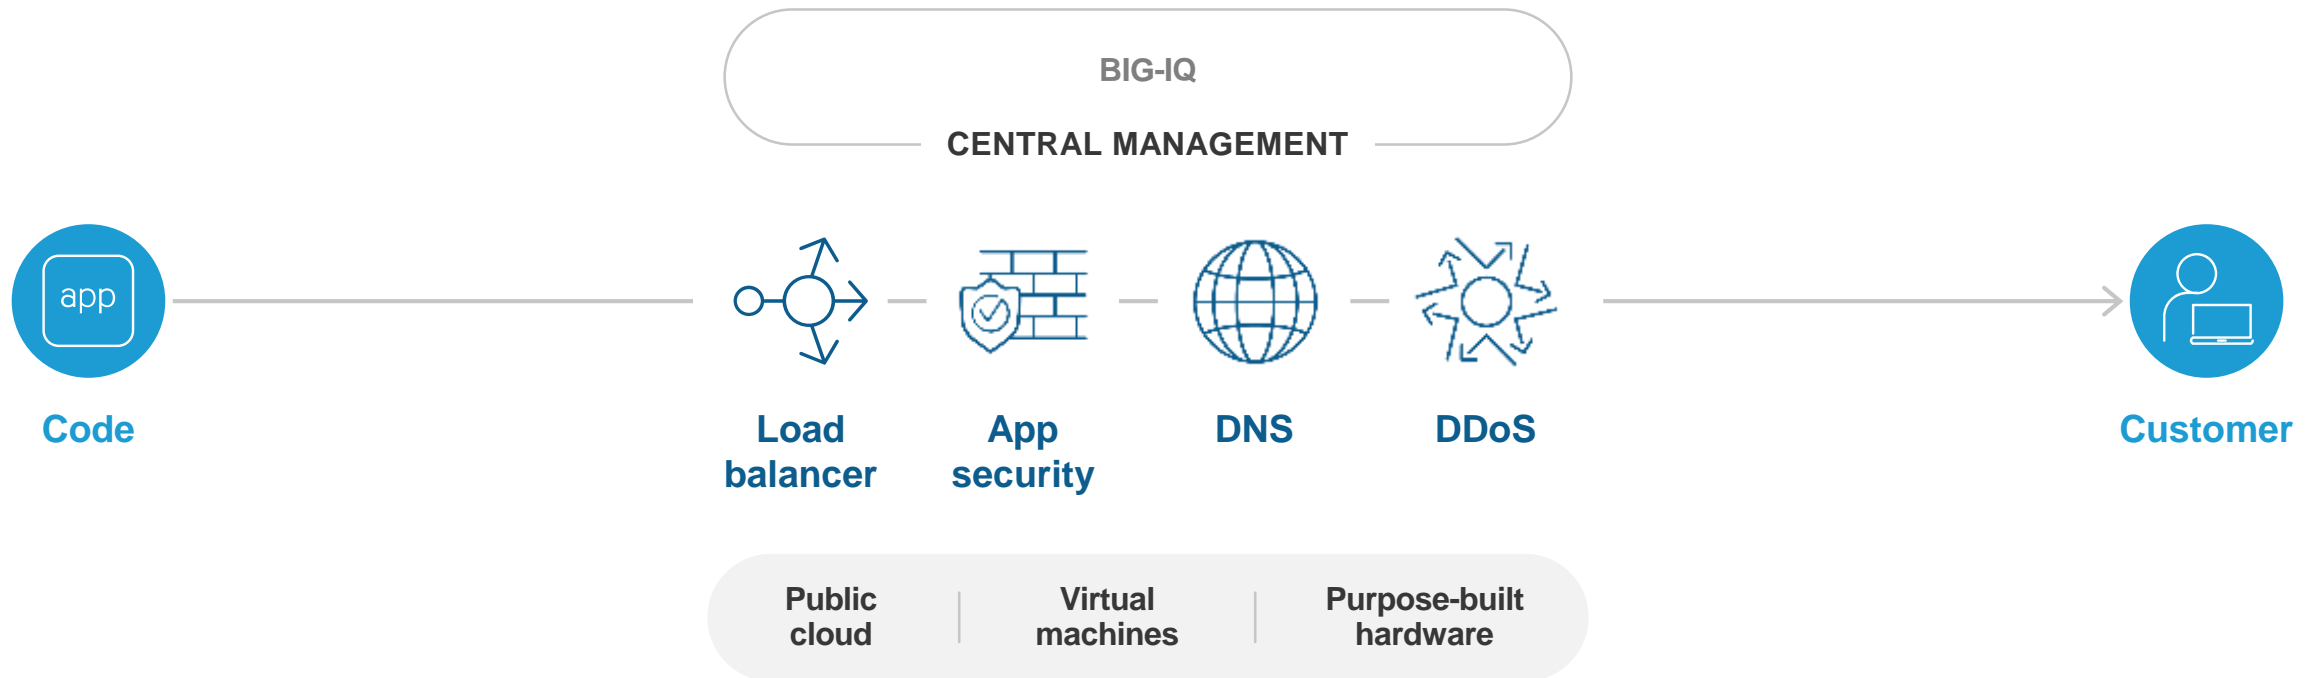 BIG-IQ
CENTRAL MANAGEMENT
app
Code
Load
balancer
App
security
DNS
DDoS
Customer
Public
cloud
Virtual
machines
Purpose-built
hardware